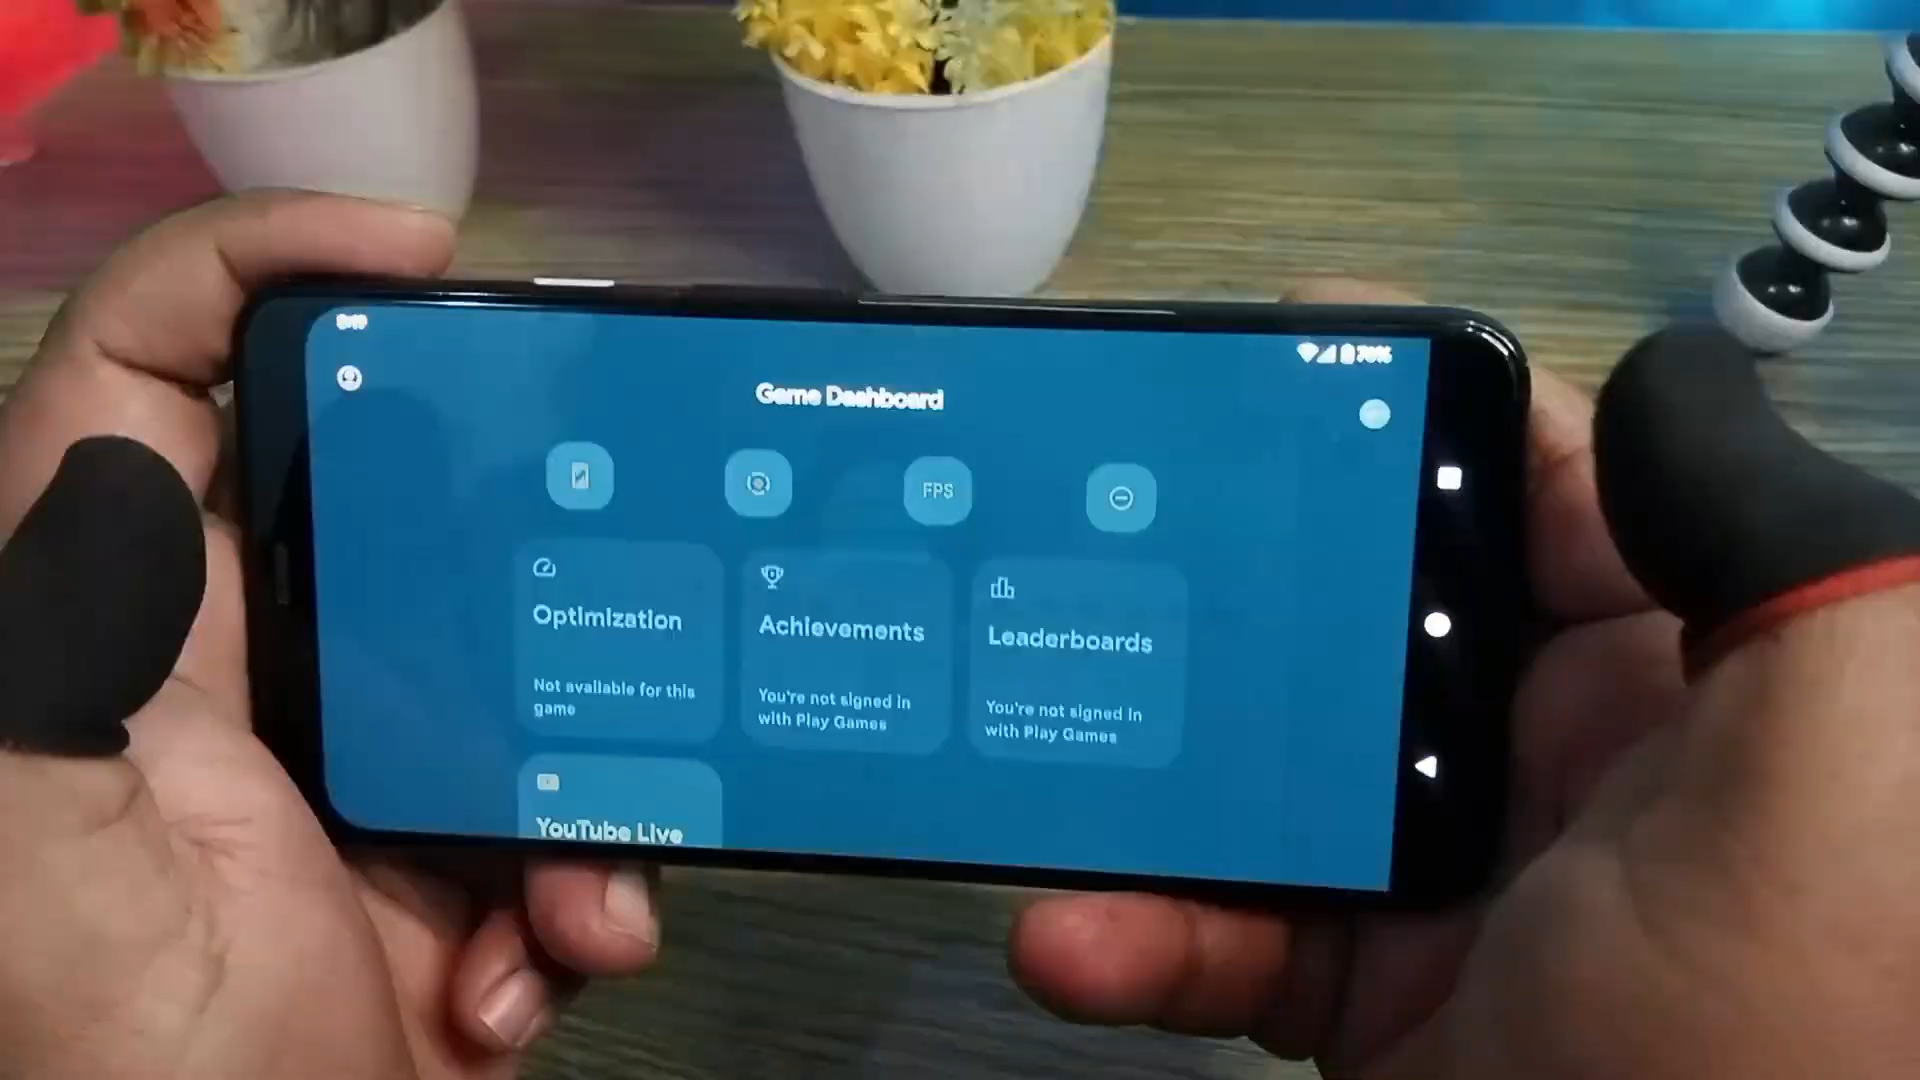 70%
Game Dashboard
FPS
Optimization
Not available for this
game
Achievements
You're not signed in
with Play Games
Leaderboards
You're not signed in
with Play Games
YouTube Live